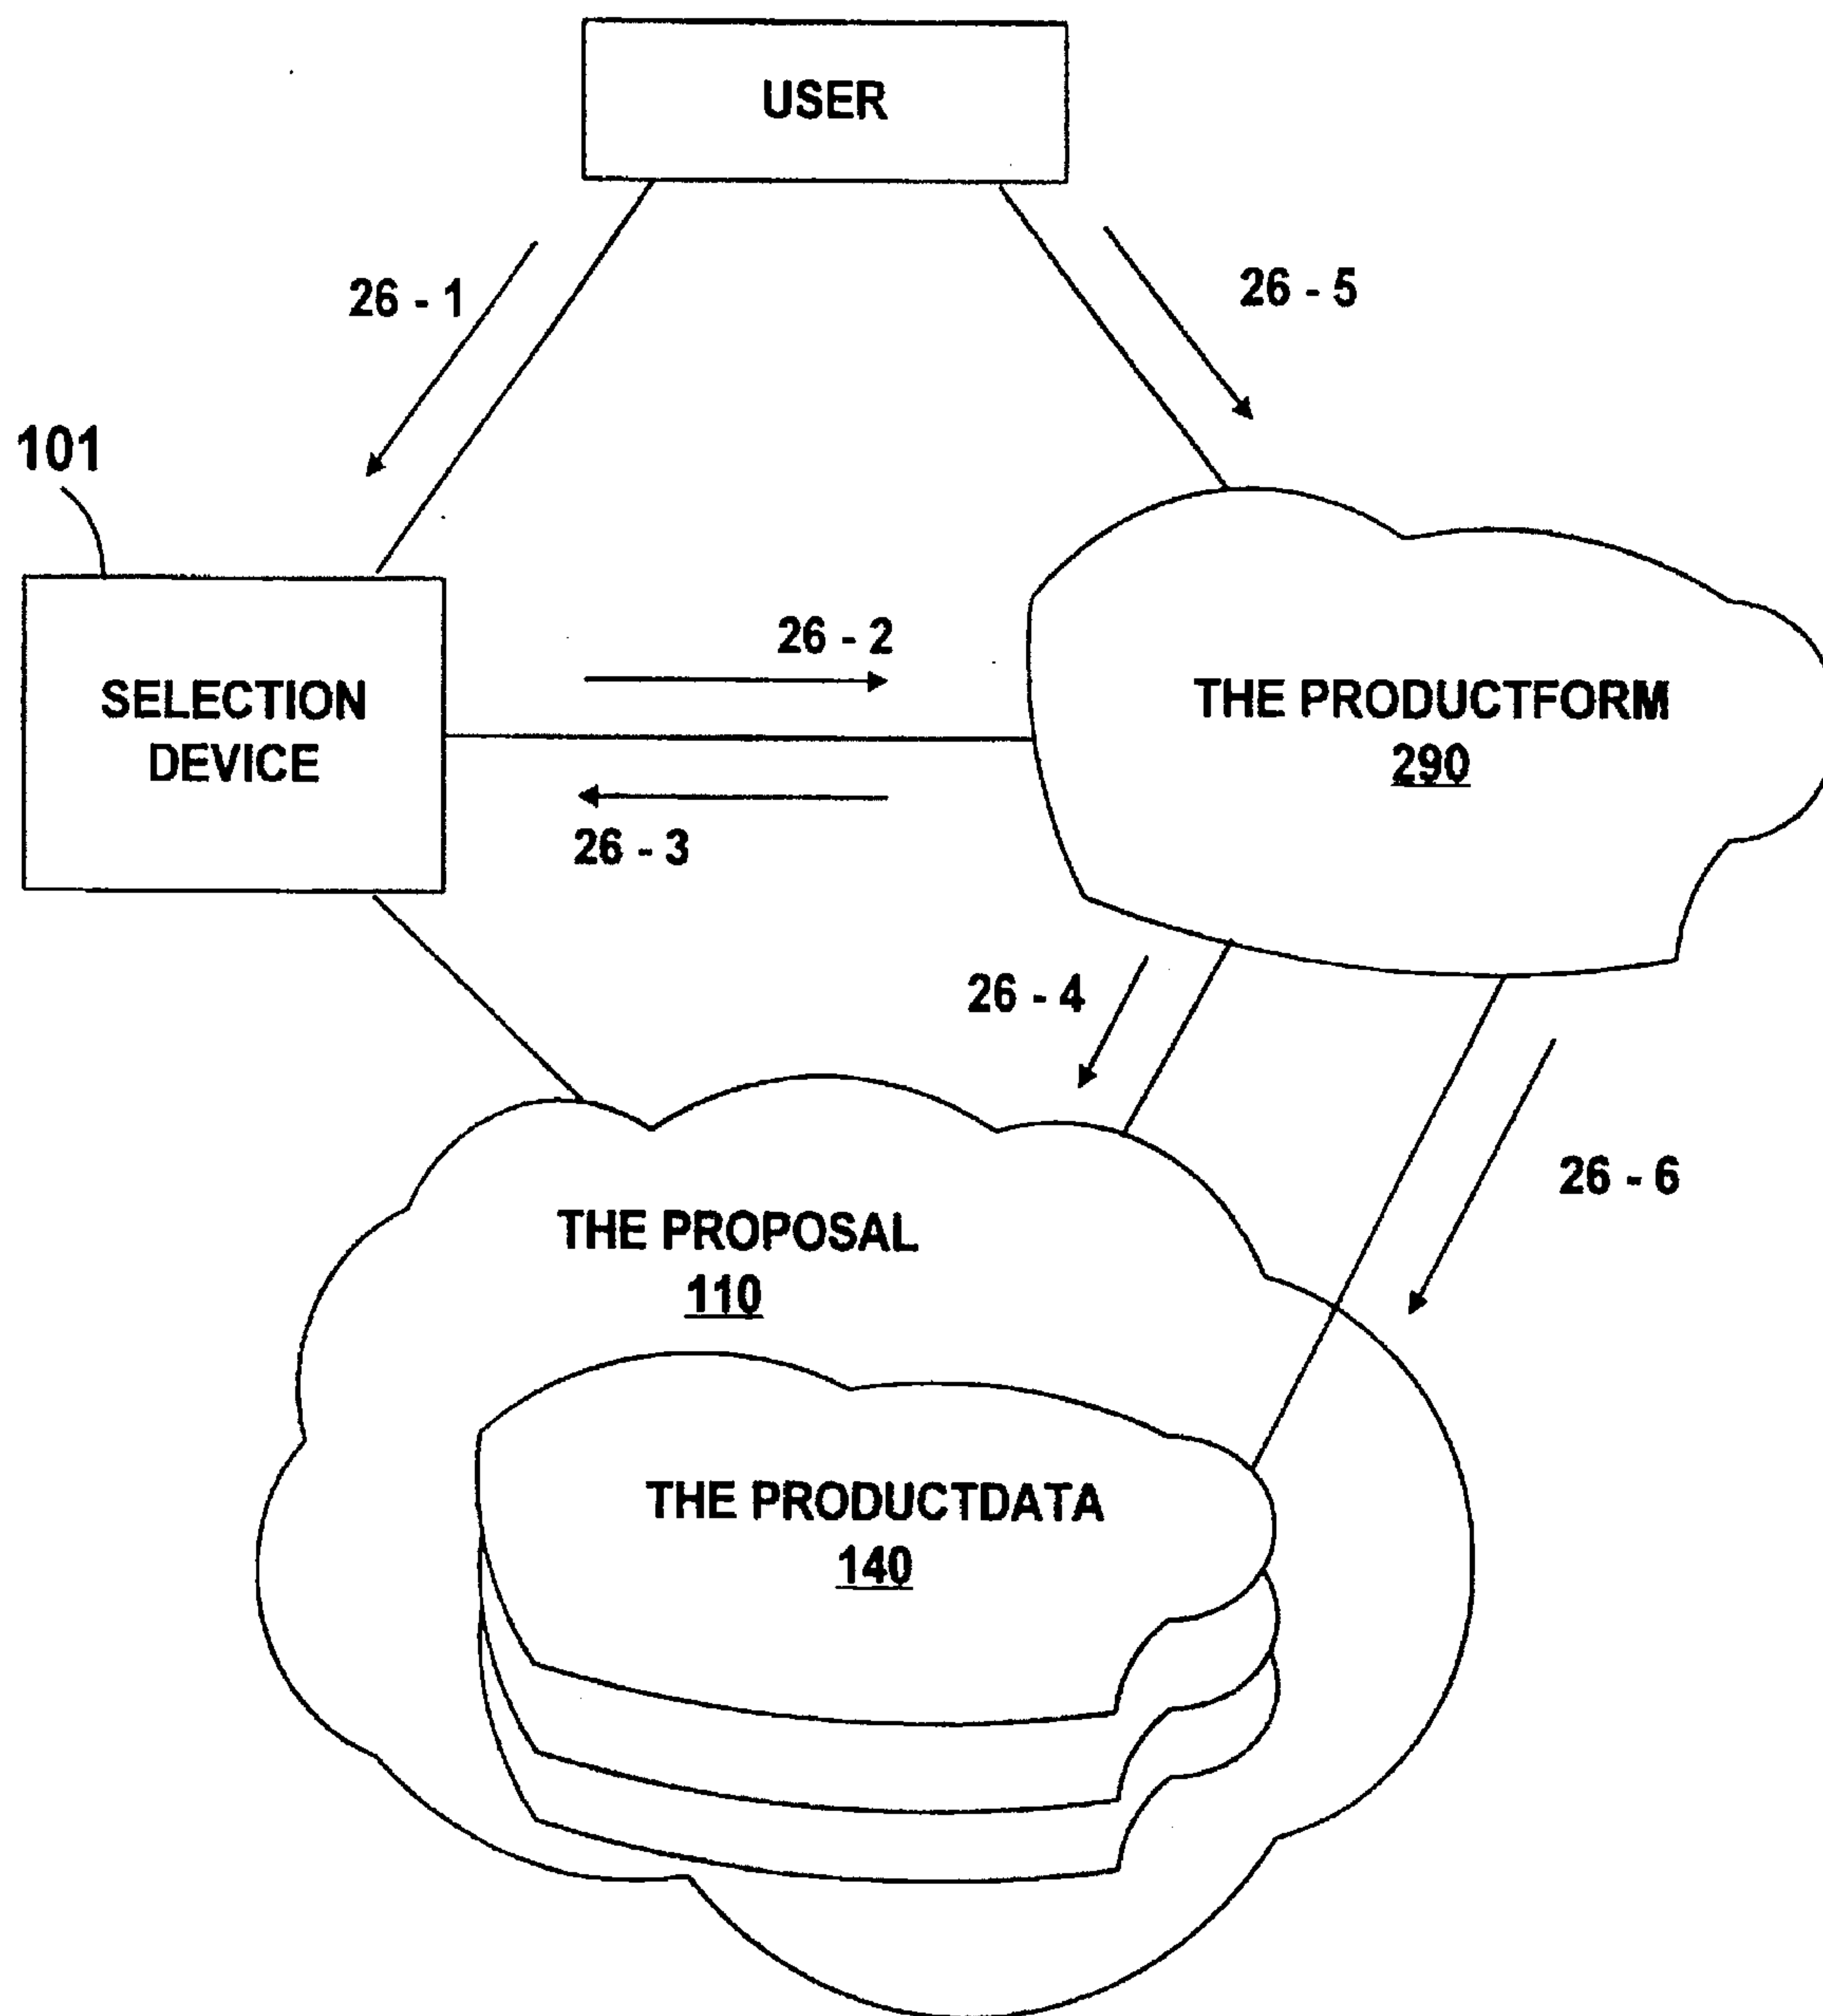 USER
26 - 1
26 - 5
101
26 - 2
SELECTION
DEVICE
THE PRODUCTFORM
290
26 - 3
26 - 4
26 - 6
THE PROPOSAL
110
THE PRODUCTDATA
140